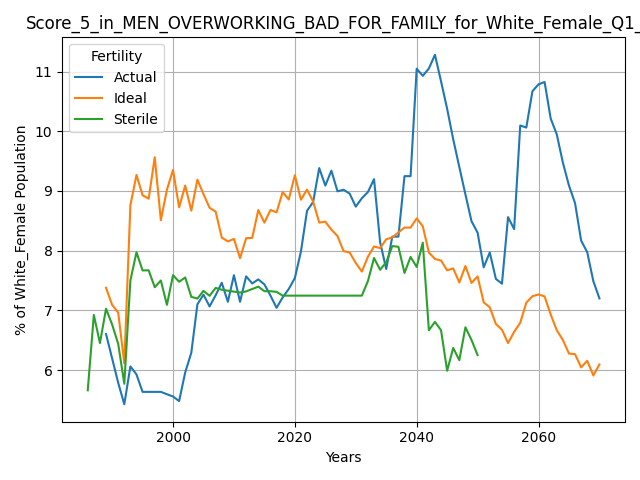 Score_5_in_MEN_OVERWORKING_BAD_FOR_FAMILY_for_White_Female_Q1_
Fertility
Actual
Ideal
Sterile
11
10
9
8
7
6
% of White_Female Population
2000
2020
2040
2060
Years